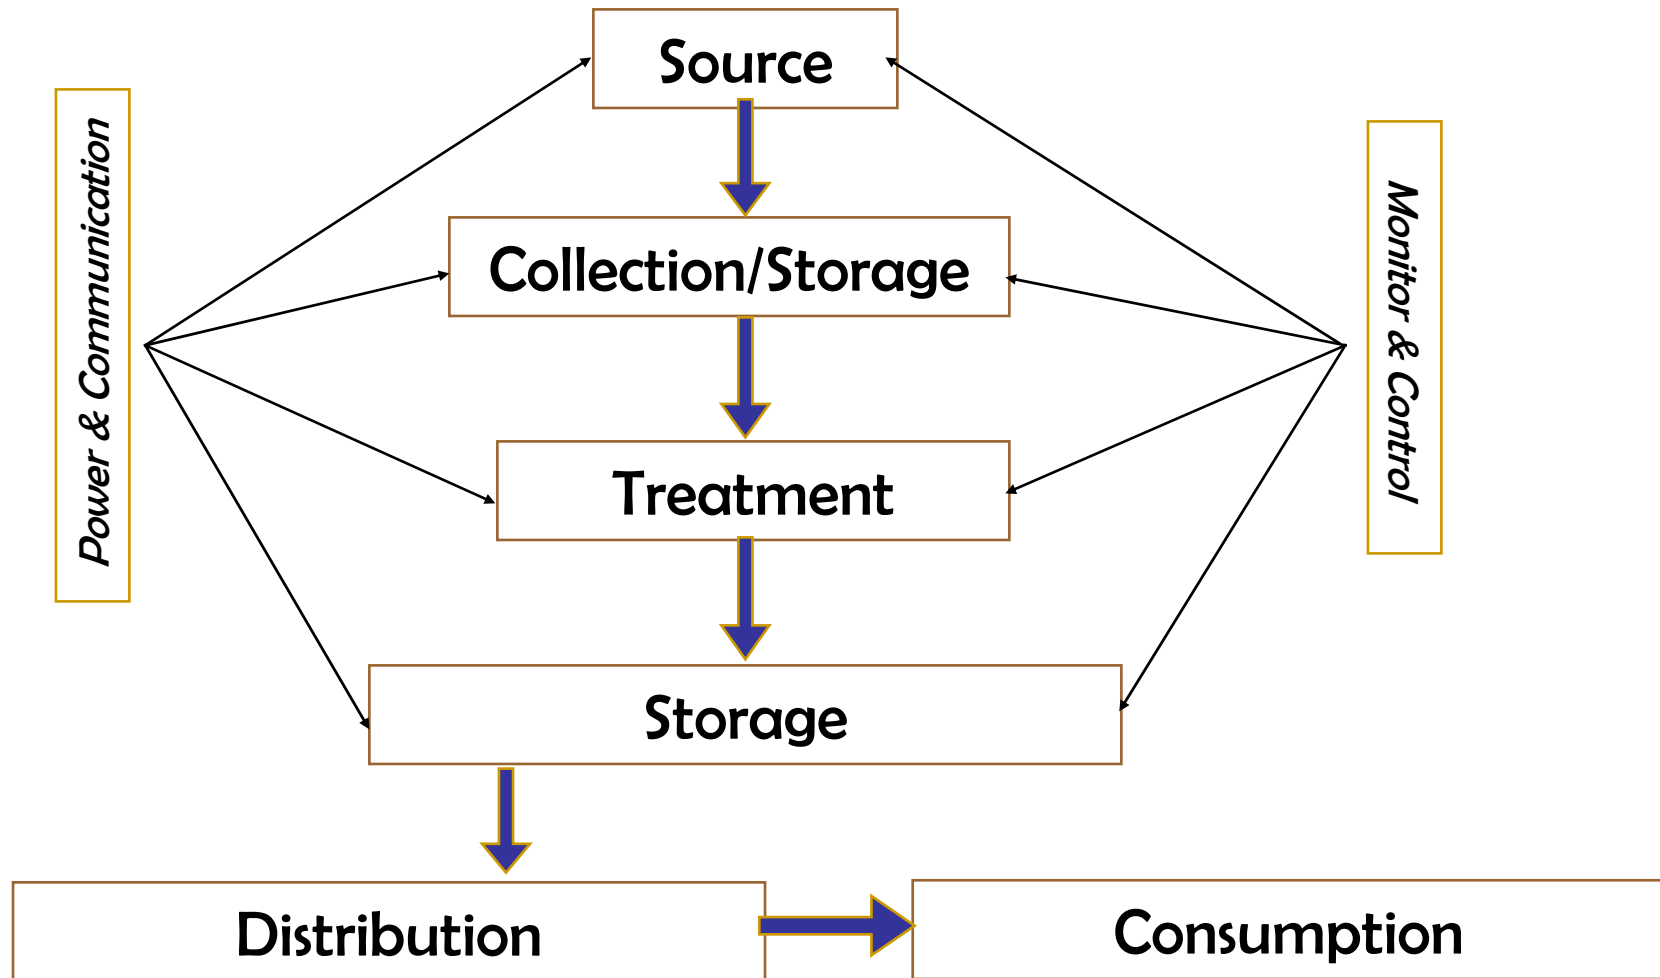 Source
Power & Communication
Monitor & Control
Collection/Storage
Treatment
Storage
Distribution
Consumption